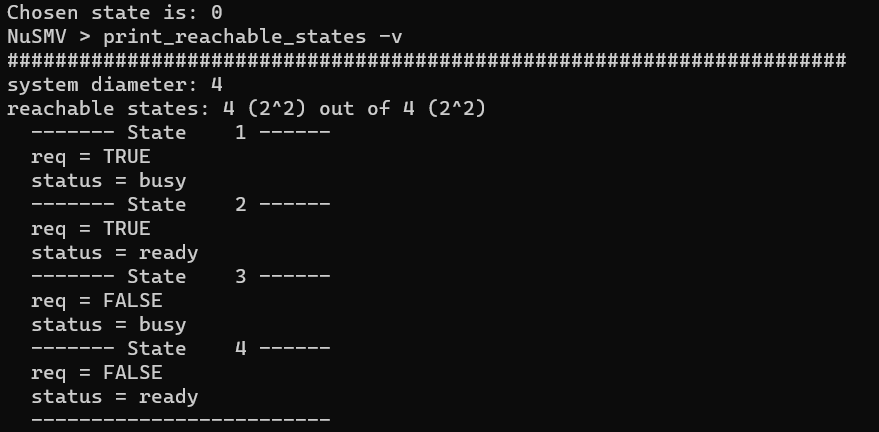 Chosen state is: 0
NuSMV > print_reachable_states -v
######################################################################
system diameter: 4
reachable states: 4 (2^2) out of 4 (2^2)
  ------- State    1 ------
  req = TRUE
  status = busy
  ------- State    2 ------
  req = TRUE
  status = ready
  ------- State    3 ------
  req = FALSE
  status = busy
  ------- State    4 ------
  req = FALSE
  status = ready
  -------------------------